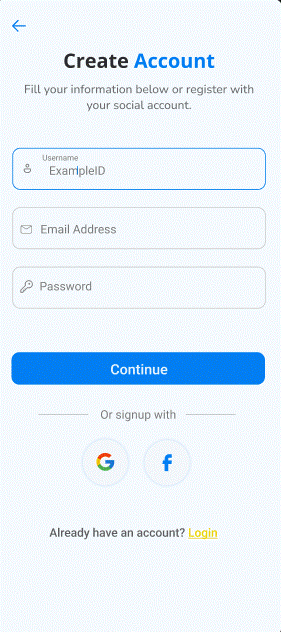 Create Account
Fill your information below or register with
your social account.
Username
ExampleID
Email Address
Password
Continue
Or signup with
Already have an account? Login